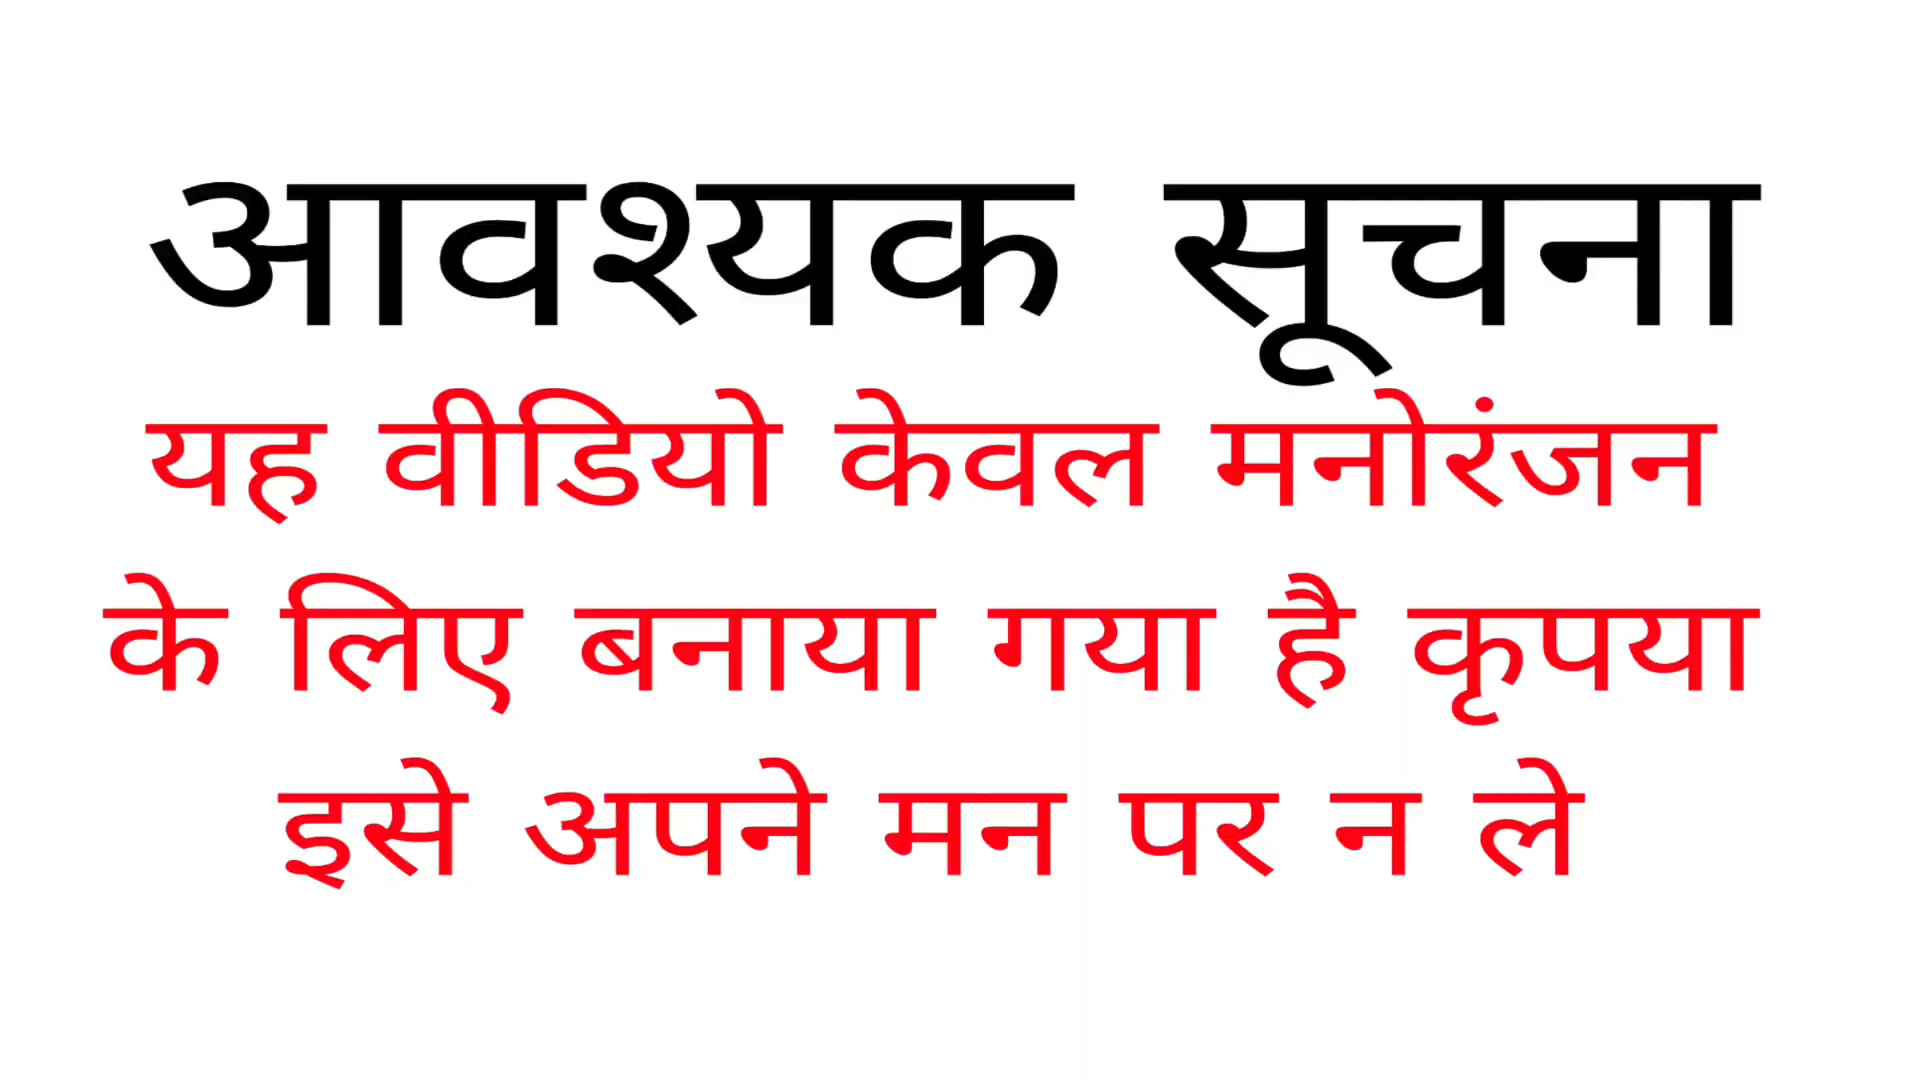 आवश्यक सूचना
यह वीडियो केवल मनोरंजन
के लिए बनाया गया है कृपया
इसे अपने मन पर न ले